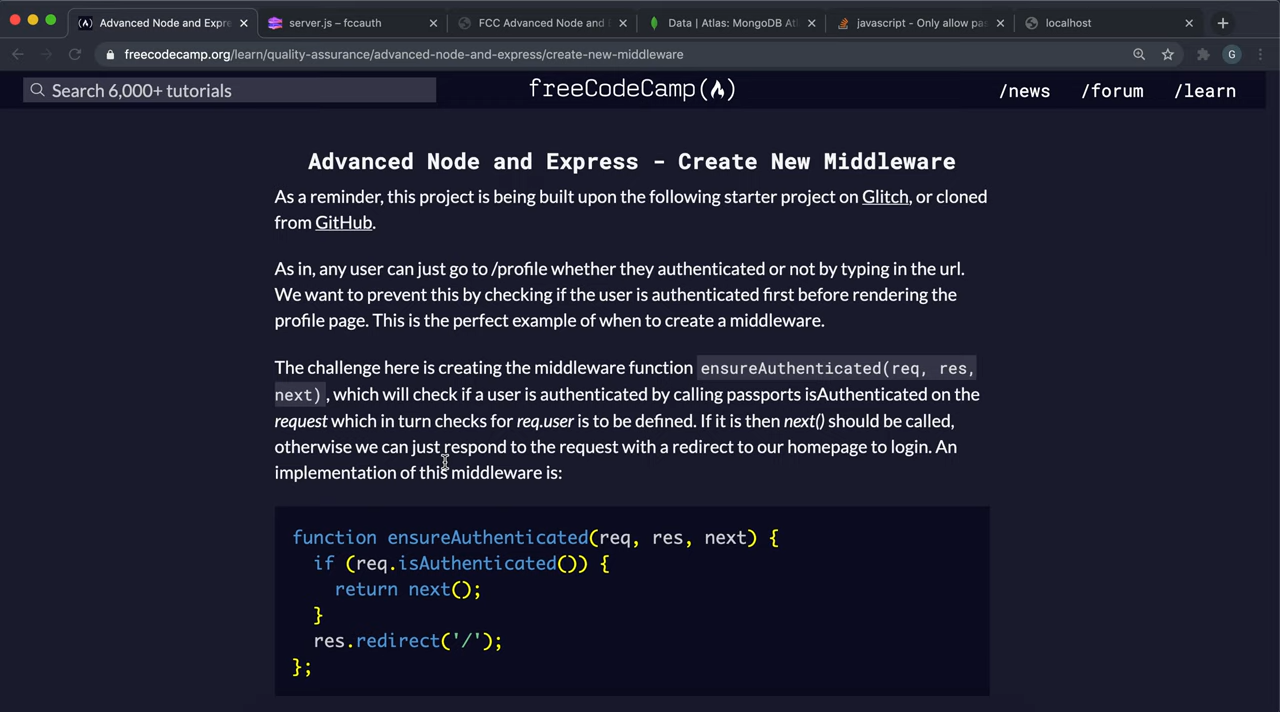 Advanced Node and Expre
server.js – fccauth
FCC Advanced Node and
Data | Atlas: MongoDB Atl
javascript - Only allow pas
localhost
freecodecamp.org/learn/quality-assurance/advanced-node-and-express/create-new-middleware
G
Search 6,000+ tutorials
freeCodeCamp
/news
/forum
/learn
Advanced Node and Express - Create New Middleware
As a reminder, this project is being built upon the following starter project on Glitch, or cloned
from GitHub.
As in, any user can just go to /profile whether they authenticated or not by typing in the url.
We want to prevent this by checking if the user is authenticated first before rendering the
profile page. This is the perfect example of when to create a middleware.
The challenge here is creating the middleware function ensureAuthenticated(req, res,
next), which will check if a user is authenticated by calling passports isAuthenticated on the
request which in turn checks for req.user is to be defined. If it is then next() should be called,
otherwise we can just respond to the request with a redirect to our homepage to login. An
implementation of this middleware is:
function ensureAuthenticated(req, res, next) {
if (req.isAuthenticated()) {
return next();
}
res.redirect('/');
};